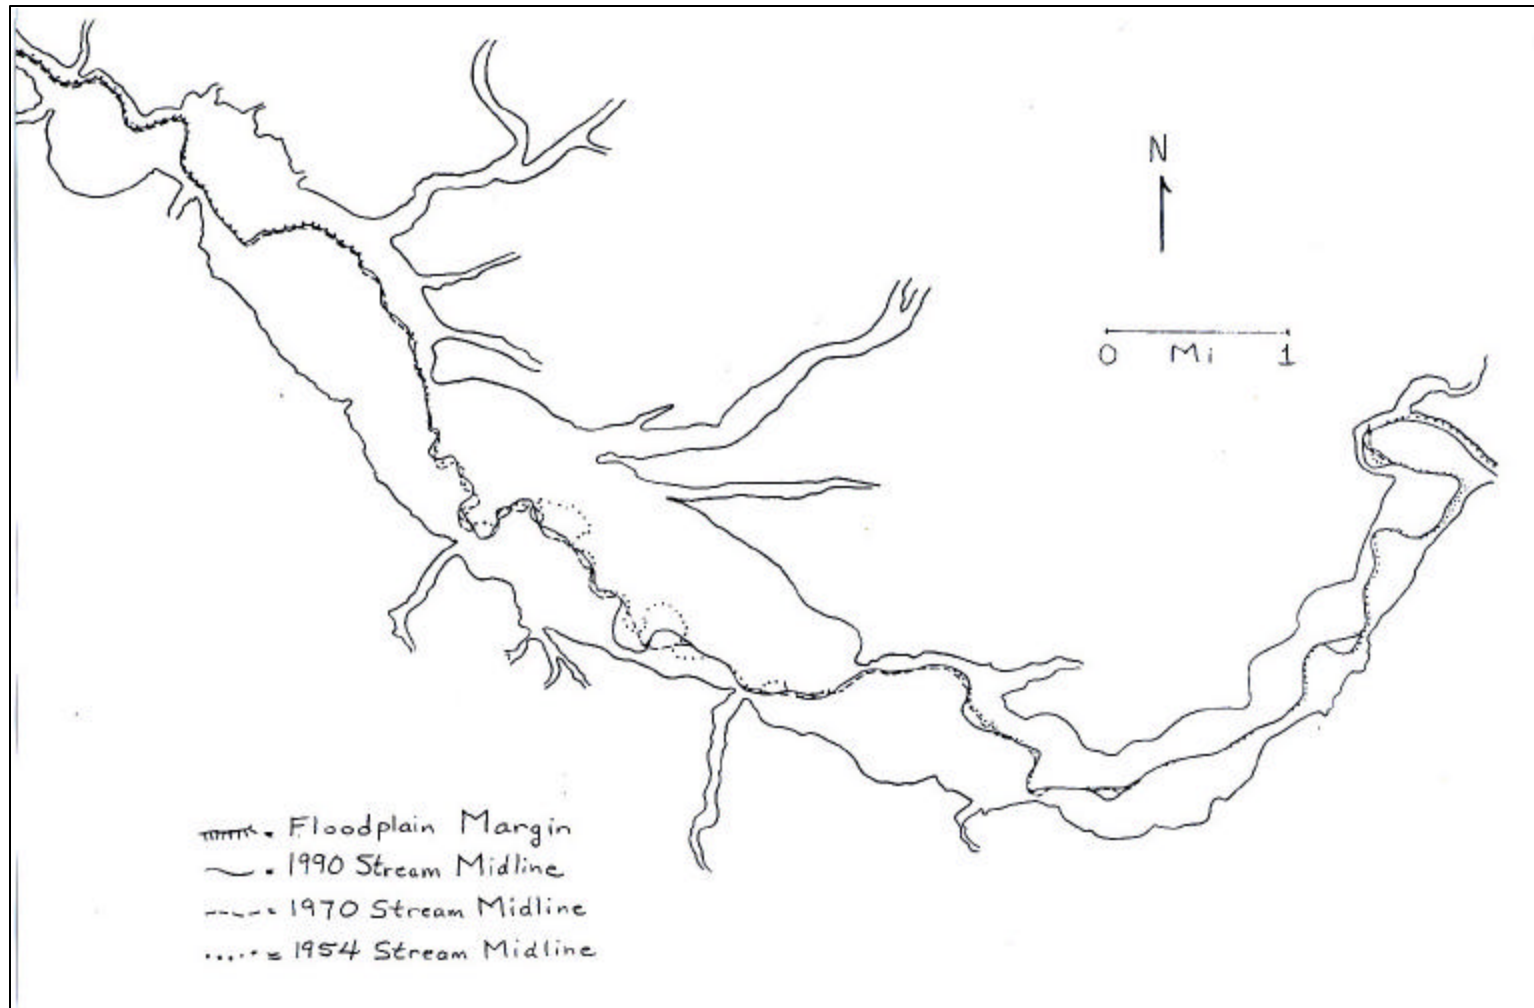 N
0 Mi 1
Floodplain Margin
1990 Stream Midline
1970 Stream Midline
1954 Stream Midline